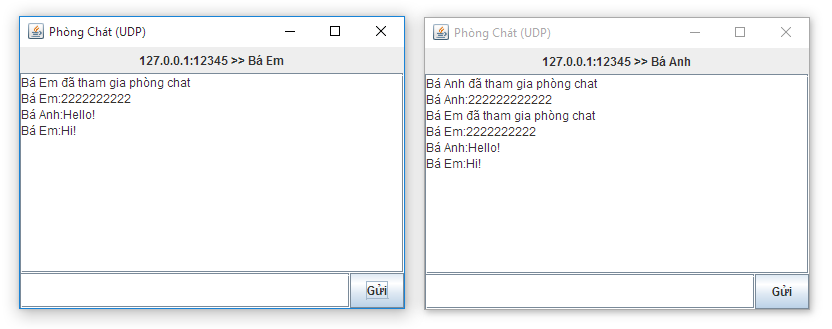 Phòng Chát (UDP)
127.0.0.1:12345 >> Bá Em
Bá Em đã tham gia phòng chat
Bá Em:2222222222
Bá Anh:Hello!
Bá Em:Hi!
Gửi
Phòng Chát (UDP)
127.0.0.1:12345 >> Bá Anh
Bá Anh đã tham gia phòng chat
Bá Anh:222222222222
Bá Em đã tham gia phòng chat
Bá Em:2222222222
Bá Anh:Hello!
Bá Em:Hi!
Gửi